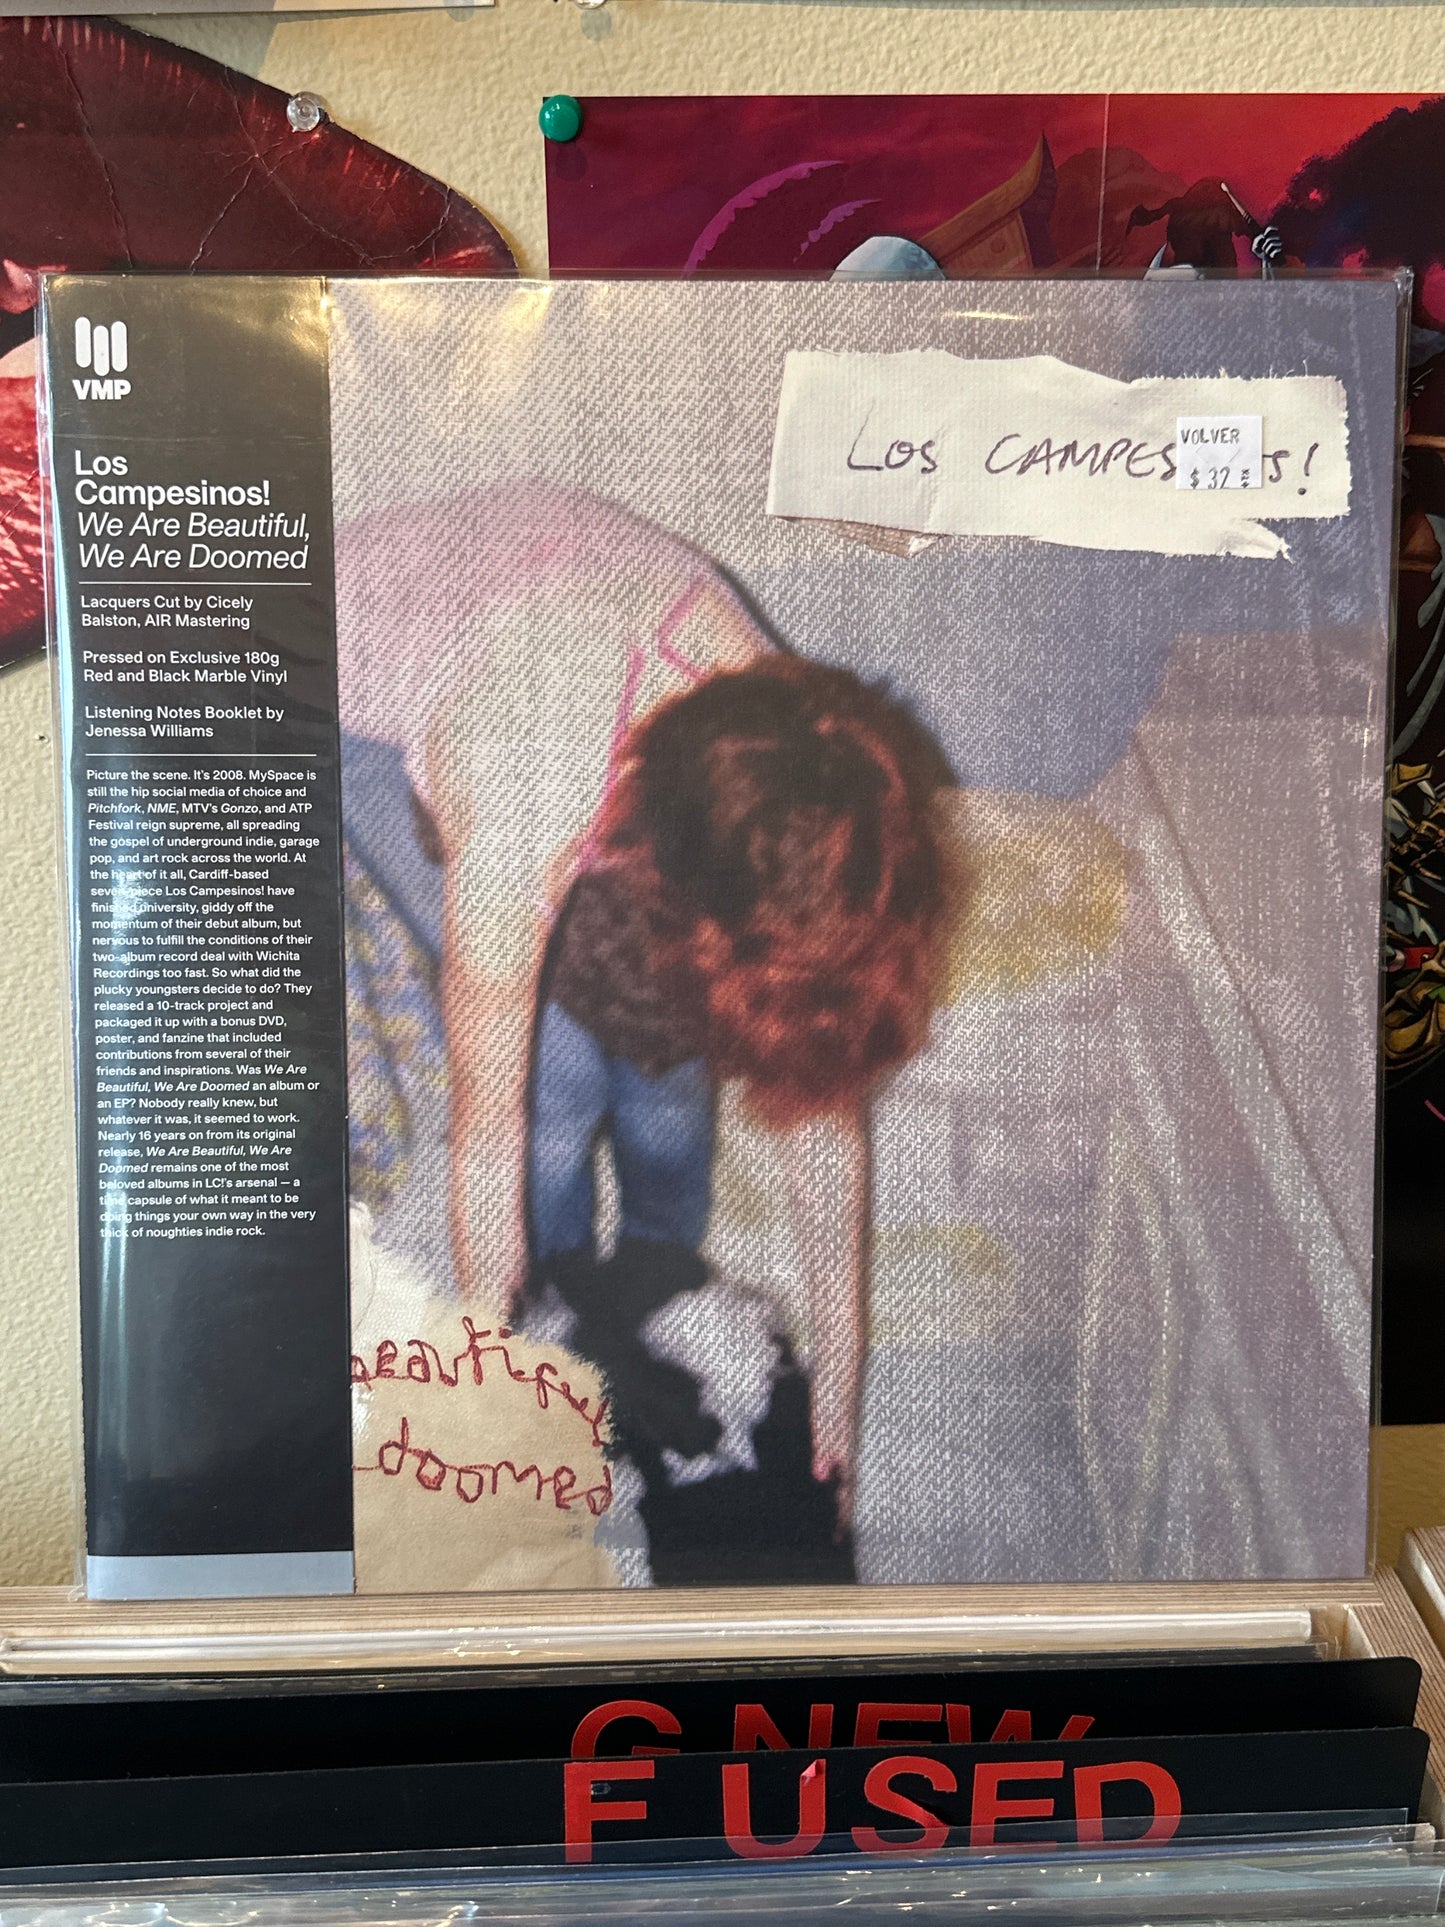 VMP
Los
Campesinos!
We Are Beautiful,
We Are Doomed
Lacquers Cut by Cicely
Balston, AIR Mastering
Pressed on Exclusive 180g
Red and Black Marble Vinyl
Listening Notes Booklet by
Jenessa Williams
Picture the scene. It's 2008. MySpace is
still the hip social media of choice and
Pitchfork, NME, MTV's Gonzo, and ATP
Festival reign supreme, all spreading
the gospel of underground indie, garage
pop, and art rock across the world. At
the heart of it all, Cardiff-based
seven-piece Los Campesinos! have
finished university, giddy off the
momentum of their debut album, but
nervous to fulfill the conditions of their
two-album record deal with Wichita
Recordings too fast. So what did the
plucky youngsters decide to do? They
released a 10-track project and
packaged it up with a bonus DVD,
poster, and fanzine that included
contributions from several of their
friends and inspirations. Was We Are
Beautiful, We Are Doomed an album or
an EP? Nobody really knew, but
whatever it was, it seemed to work.
Nearly 16 years on from its original
release, We Are Beautiful, We Are
Doomed remains one of the most
beloved albums in LC!'s arsenal — a
time capsule of what it meant to be
doing things your own way in the very
thick of noughties indie rock.
LOS CAMPES S!
VOLVER
$32
beautiful
doomed
G NEW
F USED